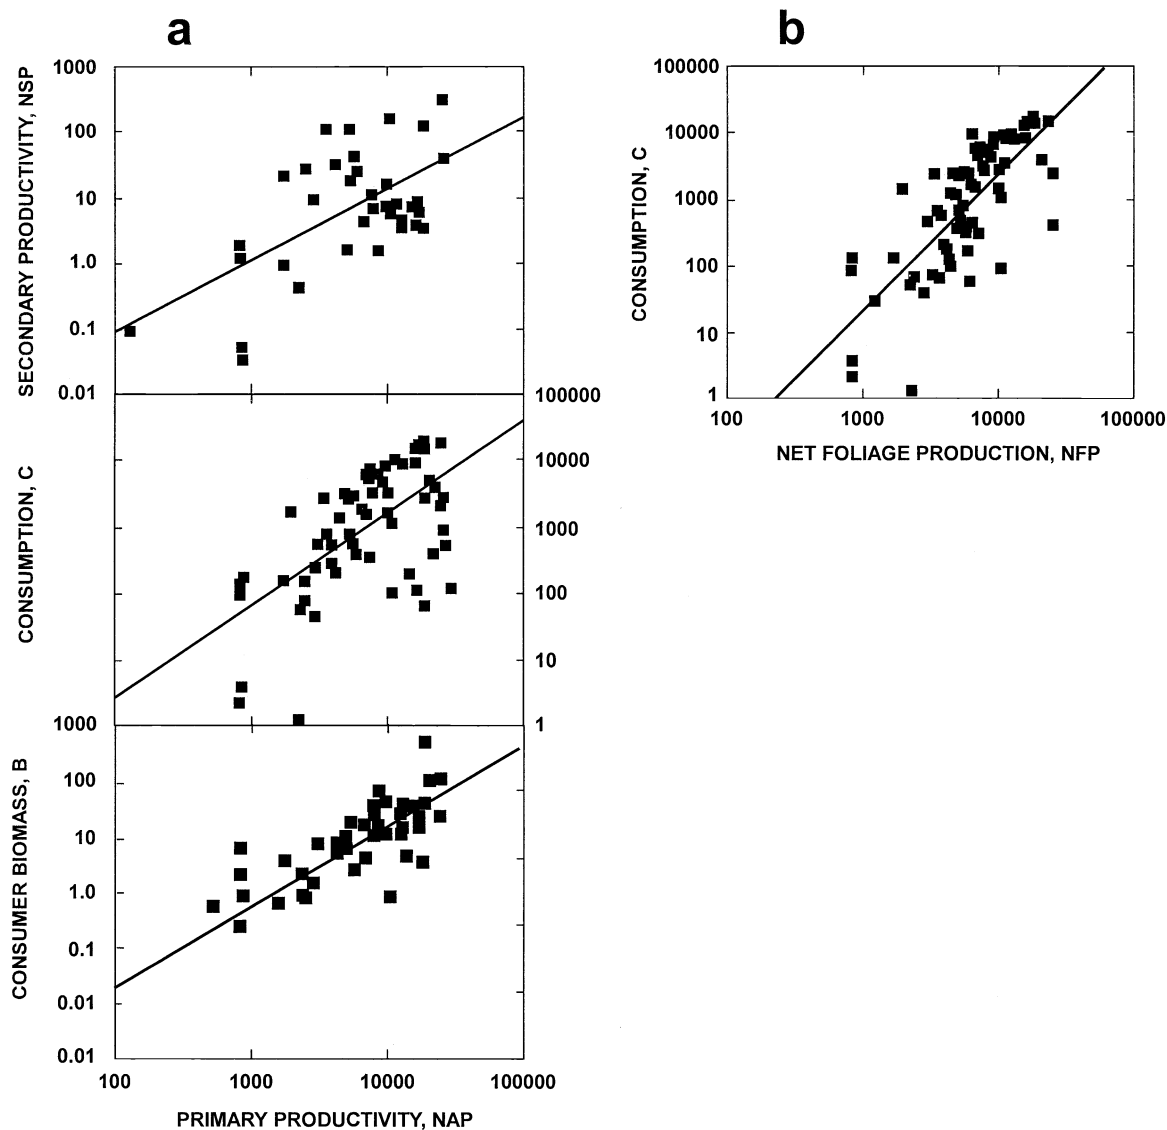 a
b
SECONDARY PRODUCTIVITY, NSP
1000
100
10
1.0
0.1
0.01
CONSUMPTION, C
100000
10000
1000
100
10
1
CONSUMER BIOMASS, B
1000
100
10
1.0
0.1
0.01
0.01
100 1000 10000 100000
PRIMARY PRODUCTIVITY, NAP
CONSUMPTION, C
100000
10000
1000
100
10
1
100 1000 10000 100000
NET FOLIAGE PRODUCTION, NFP